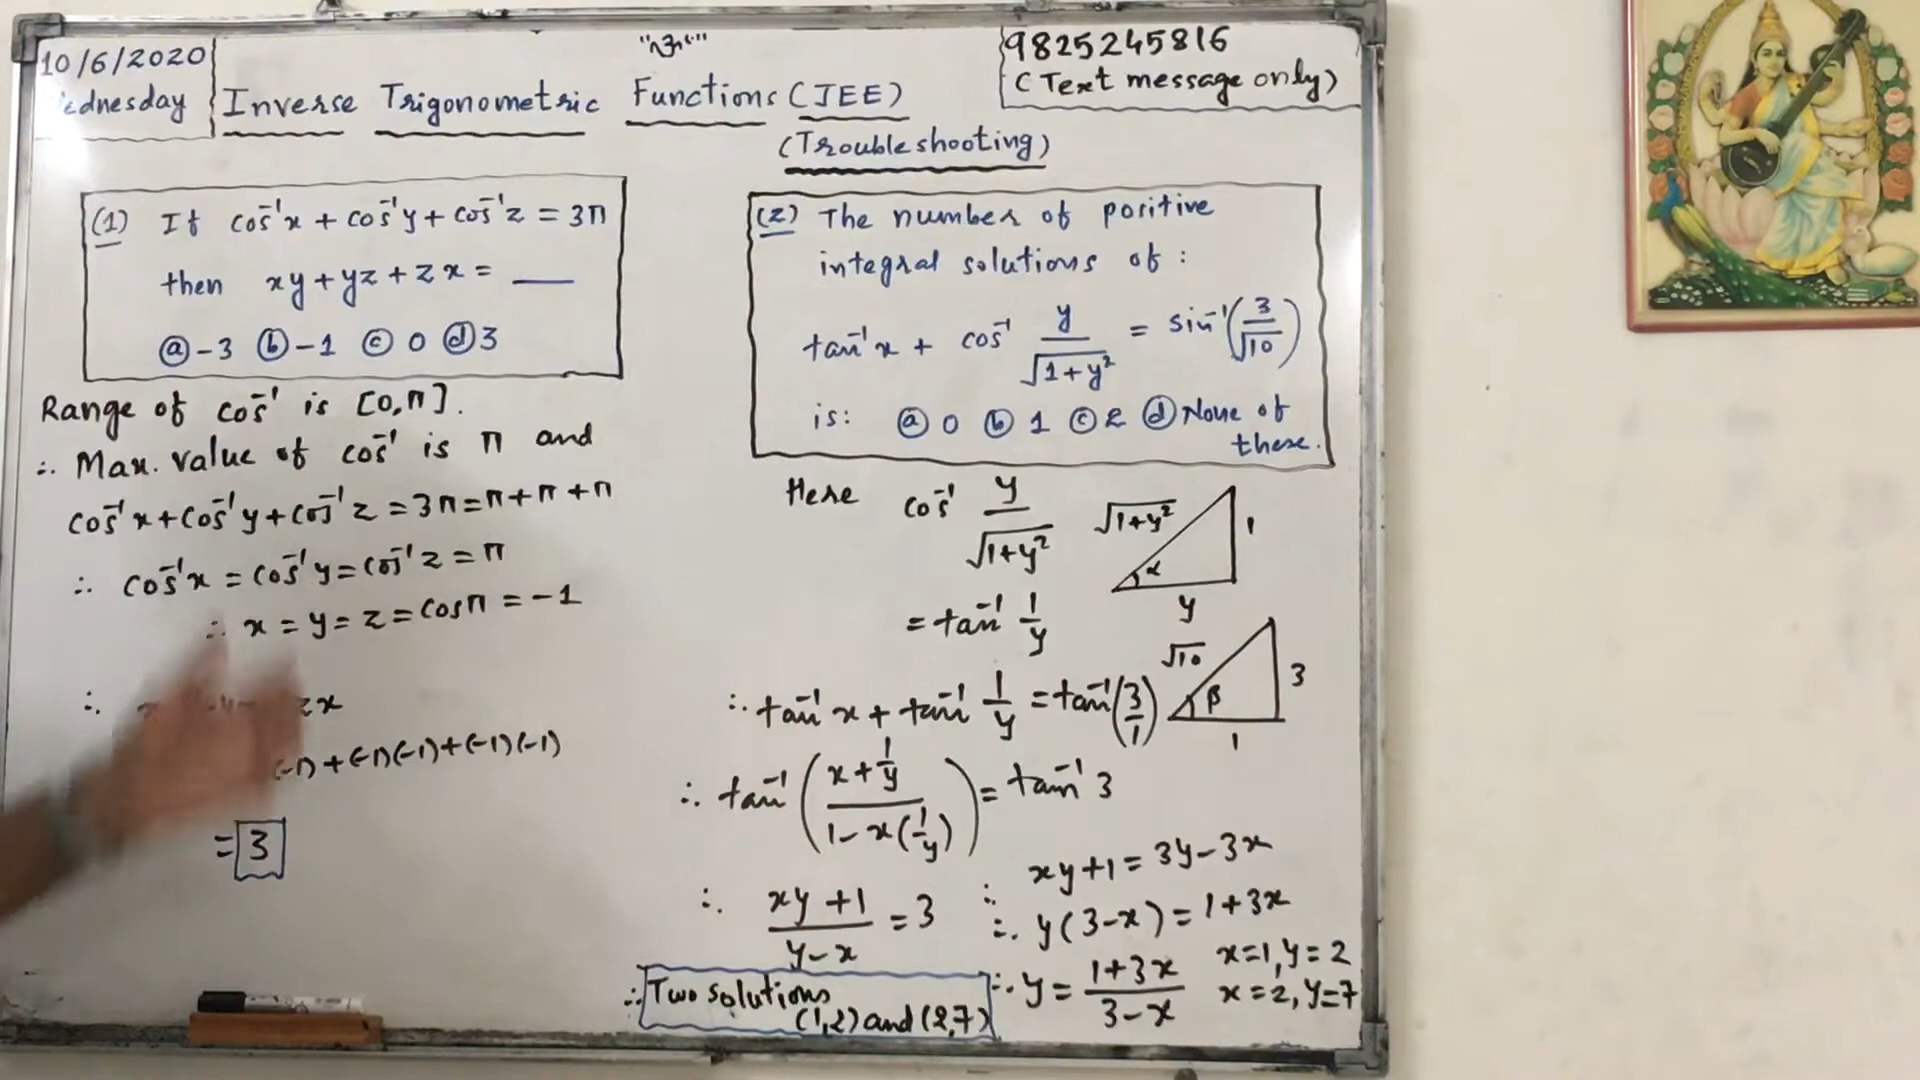 10/6/2020
Wednesday
Inverse Trigonometric Functions (JEE)
(Troubleshooting)
9825245816
(Text message only)
(1) If cos⁻¹x + cos⁻¹y + cos⁻¹z = 3π
then xy + yz + zx = ___
ⓐ -3 ⓑ -1 ⓒ 0 ⓓ 3
Range of cos⁻¹ is [0,π].
∴ Max. value of cos⁻¹ is π and
cos⁻¹x + cos⁻¹y + cos⁻¹z = 3π = π + π + π
∴ cos⁻¹x = cos⁻¹y = cos⁻¹z = π
∴ x = y = z = cosπ = -1
∴ zx
(-1) + (-1)(-1) + (-1)(-1)
= 3
(2) The number of positive
integral solutions of :
tan⁻¹x + cos⁻¹ y/√(1+y²) = sin⁻¹(3/√10)
is: ⓐ 0 ⓑ 1 ⓒ 2 ⓓ None of
these.
Here cos⁻¹ y/√(1+y²)
√(1+y²) 1
α
y
= tan⁻¹ 1/y
√10 3
β
1
∴ tan⁻¹x + tan⁻¹ 1/y = tan⁻¹(3/1)
∴ tan⁻¹((x + 1/y)/(1 - x(1/y))) = tan⁻¹3
∴ (xy + 1)/(y - x) = 3
∴ xy + 1 = 3y - 3x
∴ y(3-x) = 1 + 3x
∴ y = (1+3x)/(3-x)
x=1, y=2
x=2, y=7
∴ Two solutions
(1,2) and (2,7)